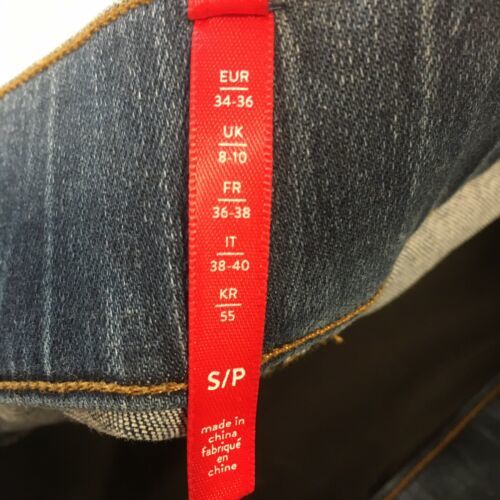 EUR
34-36
UK
8-10
FR
36-38
IT
38-40
KR
55
S/P
made in
china
fabriqué
en
chine